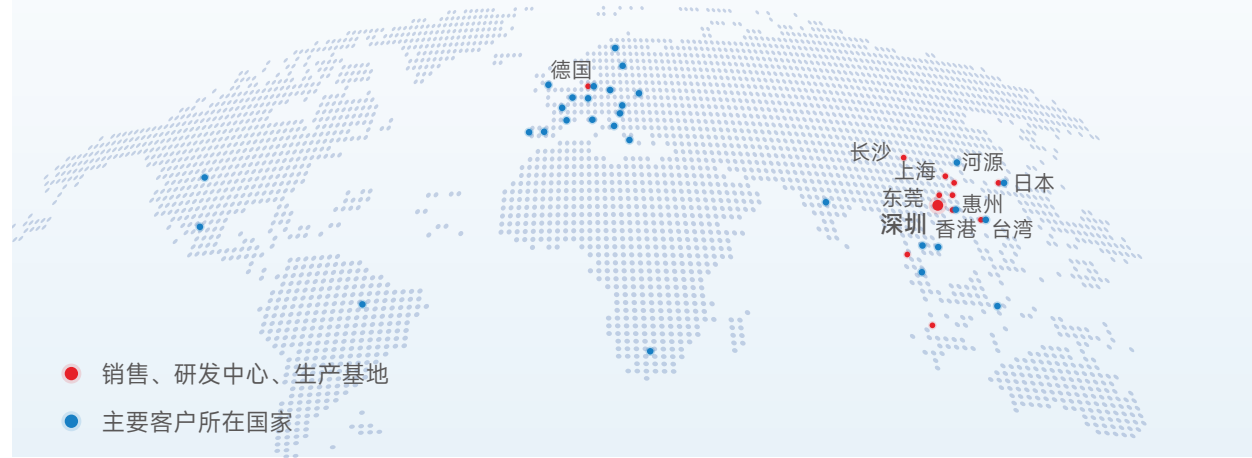 德国
长沙
河源
上海
日本
东莞
惠州
深圳
香港
台湾
销售、研发中心、生产基地
主要客户所在国家